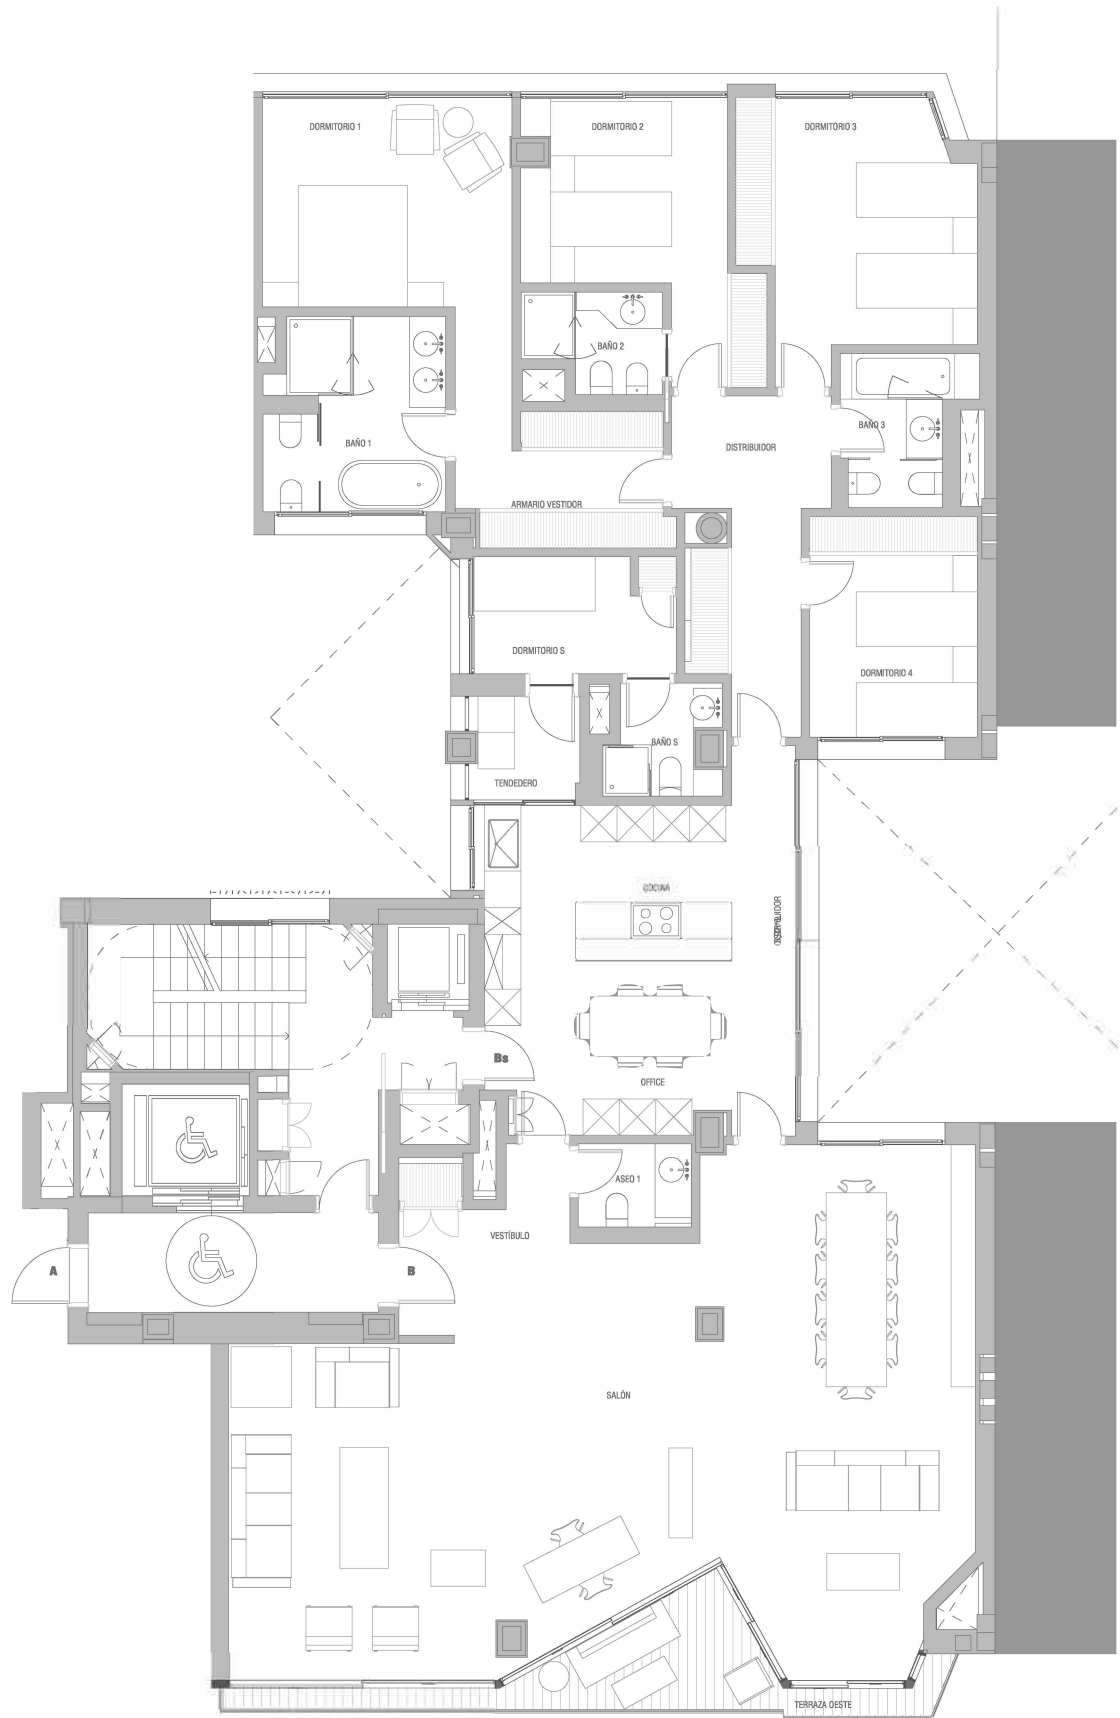 DORMITORIO 1
DORMITORIO 2
DORMITORIO 3
BAÑO 2
BAÑO 1
BAÑO 3
DISTRIBUIDOR
ARMARIO VESTIDOR
DORMITORIO S
DORMITORIO 4
BAÑO S
TENDEDERO
COCINA
Bs
OFFICE
ASEO 1
VESTÍBULO
A
B
SALÓN
TERRAZA OESTE